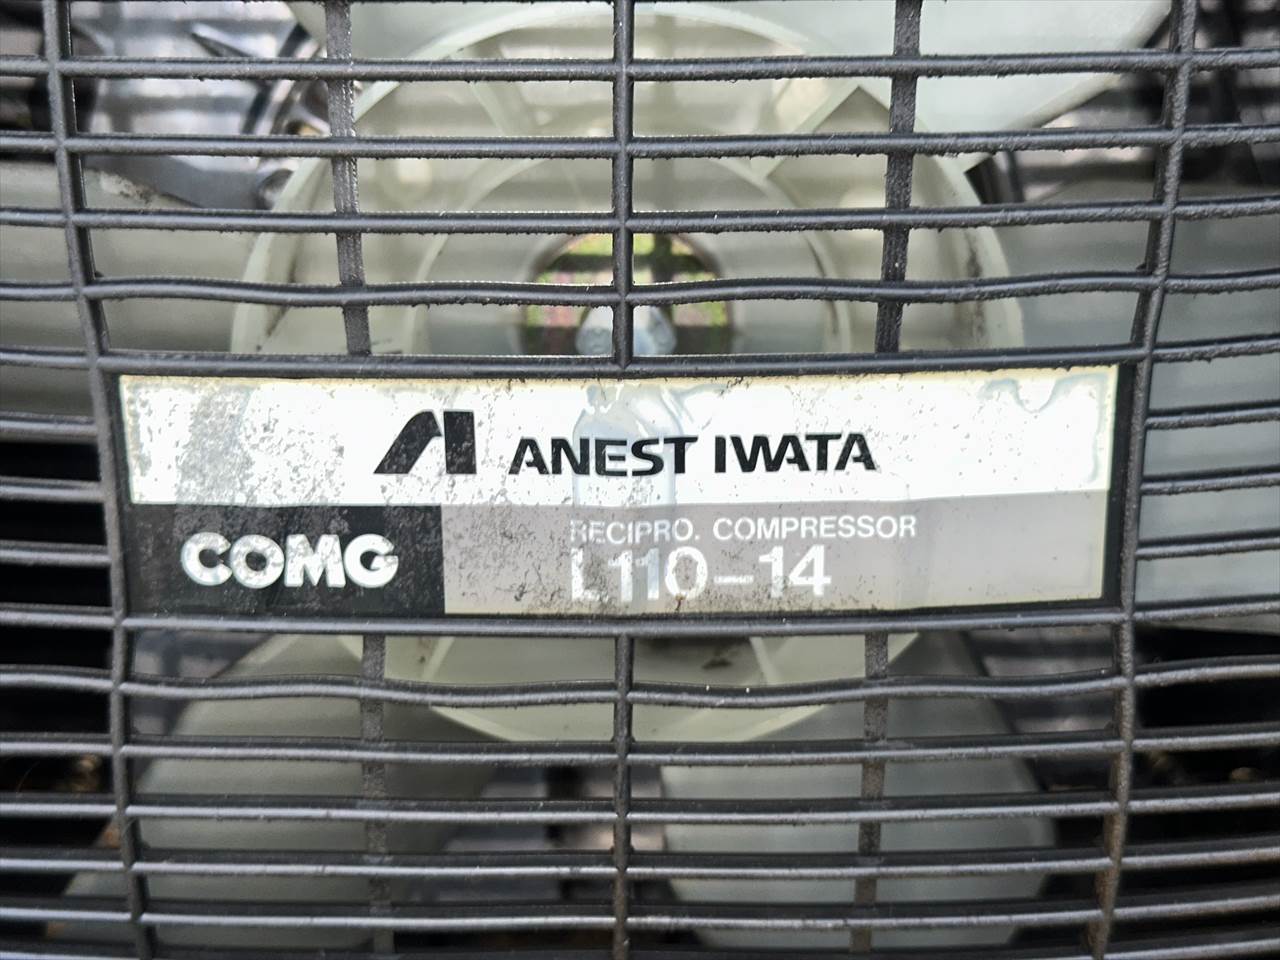 ANEST IWATA
COMG
RECIPRO. COMPRESSOR
L110-14